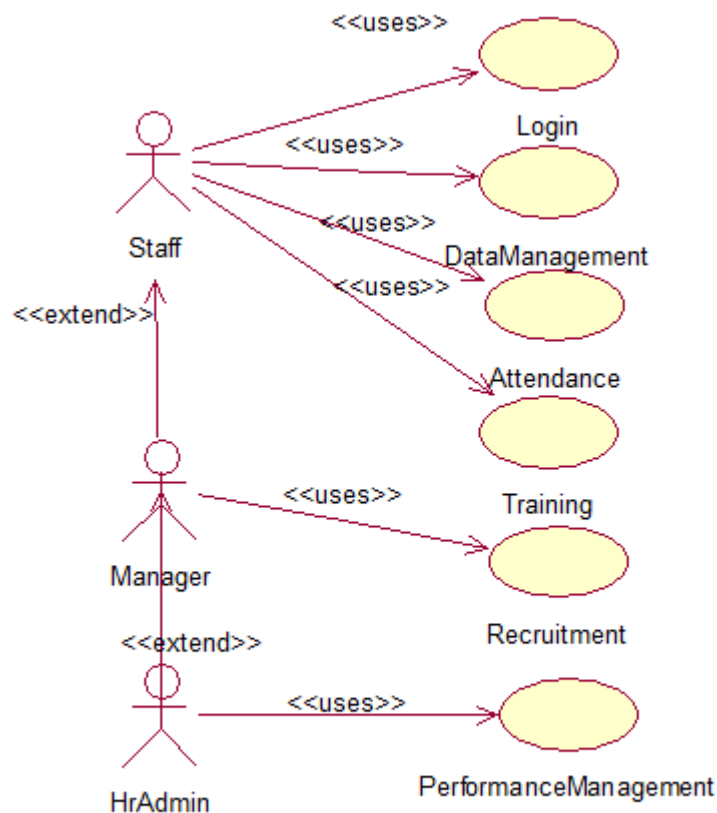 <<uses>>
Login
<<uses>>
Staff
<<uses>>
DataManagement
<<uses>>
<<extend>>
Attendance
<<uses>>
Training
Manager
Recruitment
<<extend>>
<<uses>>
PerformanceManagement
HrAdmin